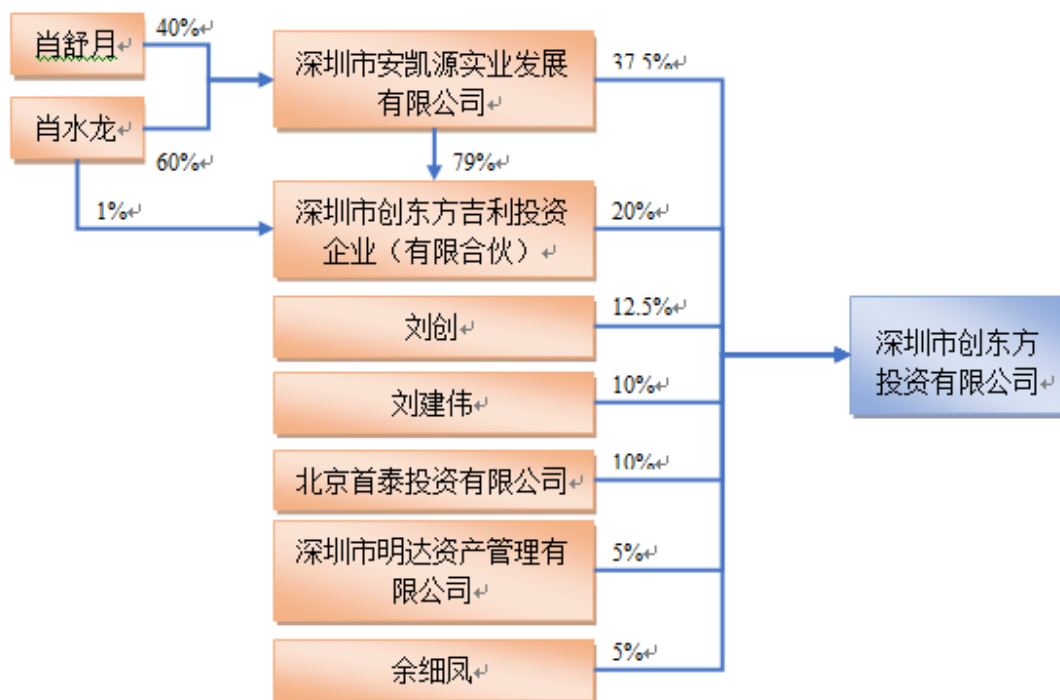 肖舒月
40%
深圳市安凯源实业发展
有限公司
37.5%
肖水龙
60%
79%
1%
深圳市创东方吉利投资
企业（有限合伙）
20%
刘创
12.5%
深圳市创东方
投资有限公司
刘建伟
10%
北京首泰投资有限公司
10%
深圳市明达资产管理有
限公司
5%
余细凤
5%